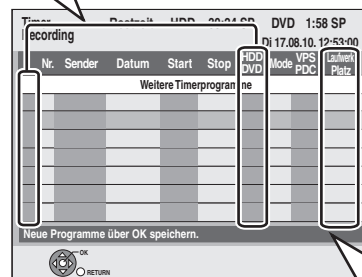 Timer Restzeit HDD 30:24 SP DVD 1:58 SP
Recording Di 17.08.10. 12:53:00
Nr. Sender Datum Start Stop HDD DVD Mode VPS PDC Laufwerk Platz
Weitere Timerprogramme
Neue Programme über OK speichern.
OK
RETURN